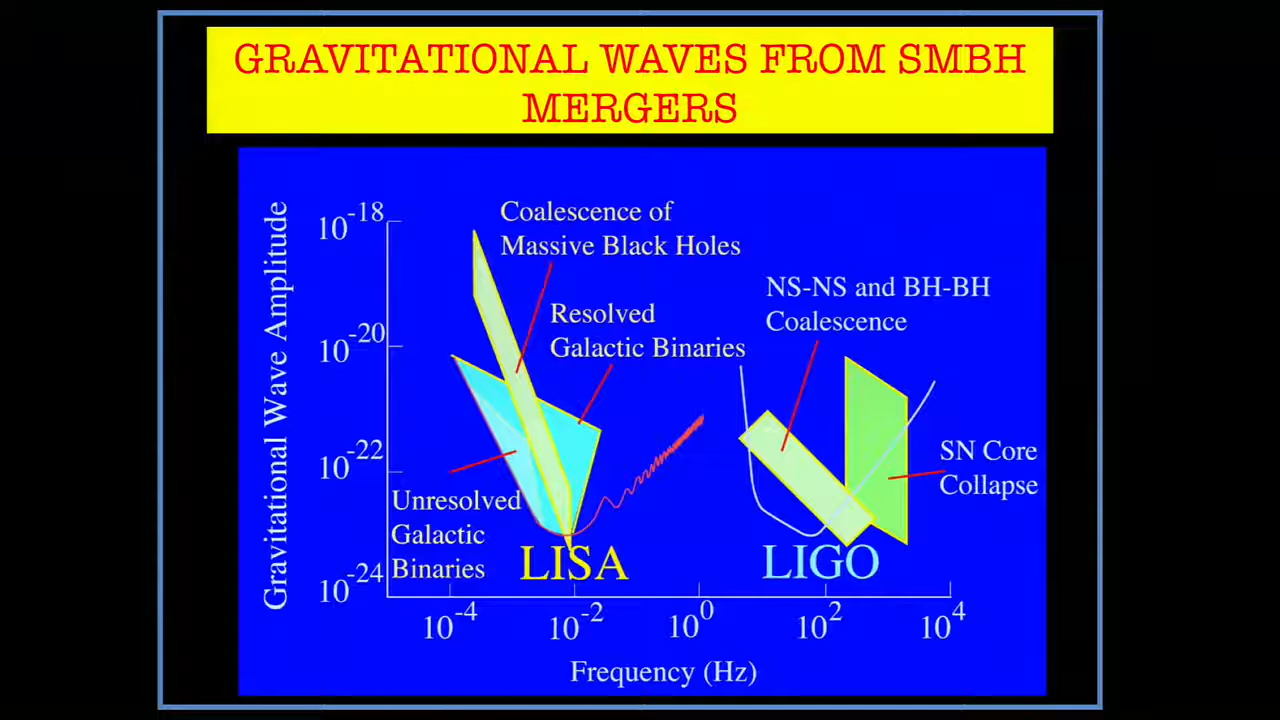 GRAVITATIONAL WAVES FROM SMBH
MERGERS
Gravitational Wave Amplitude
10-18
10-20
10-22
10-24
Coalescence of
Massive Black Holes
Resolved
Galactic Binaries
NS-NS and BH-BH
Coalescence
SN Core
Collapse
Unresolved
Galactic
Binaries
LISA
LIGO
10-4
10-2
100
102
104
Frequency (Hz)